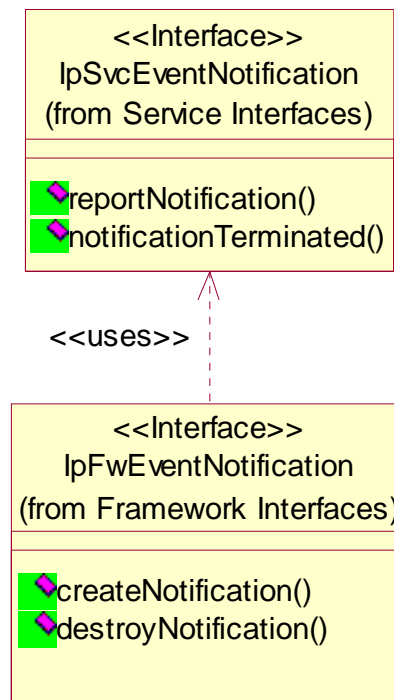 <<Interface>>
IpSvcEventNotification
(from Service Interfaces)
reportNotification()
notificationTerminated()
<<uses>>
<<Interface>>
IpFwEventNotification
(from Framework Interfaces)
createNotification()
destroyNotification()